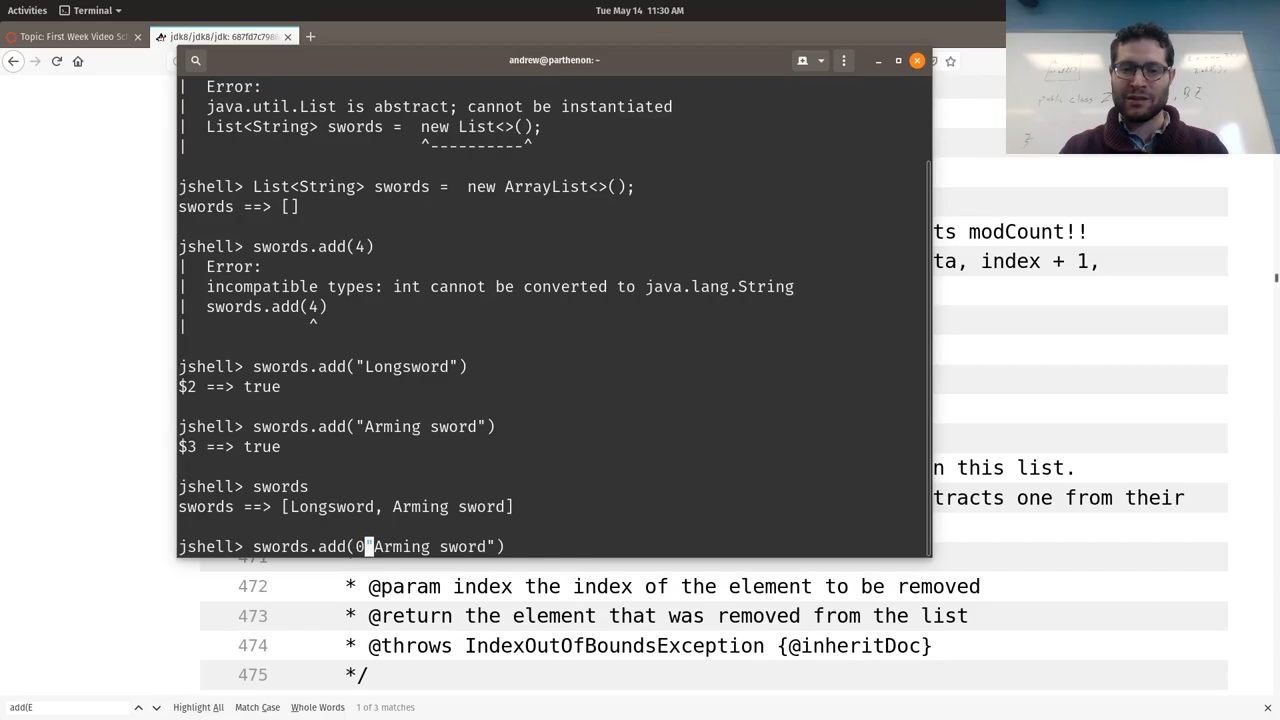 Activities
Terminal
Tue May 14 11:30 AM
Topic: First Week Video Sc
jdk8/jdk8/jdk: 687fd7c7986
andrew@parthenon: ~
| Error:
| java.util.List is abstract; cannot be instantiated
| List<String> swords =  new List<>();
|                        ^----------^
jshell> List<String> swords =  new ArrayList<>();
swords ==> []
jshell> swords.add(4)
| Error:
| incompatible types: int cannot be converted to java.lang.String
| swords.add(4)
|            ^
jshell> swords.add("Longsword")
$2 ==> true
jshell> swords.add("Arming sword")
$3 ==> true
jshell> swords
swords ==> [Longsword, Arming sword]
jshell> swords.add(0"Arming sword")
public class
ts modCount!!
ta, index + 1,
n this list.
tracts one from their
471
472 * @param index the index of the element to be removed
473 * @return the element that was removed from the list
474 * @throws IndexOutOfBoundsException {@inheritDoc}
475 */
add(E
Highlight All
Match Case
Whole Words
1 of 3 matches